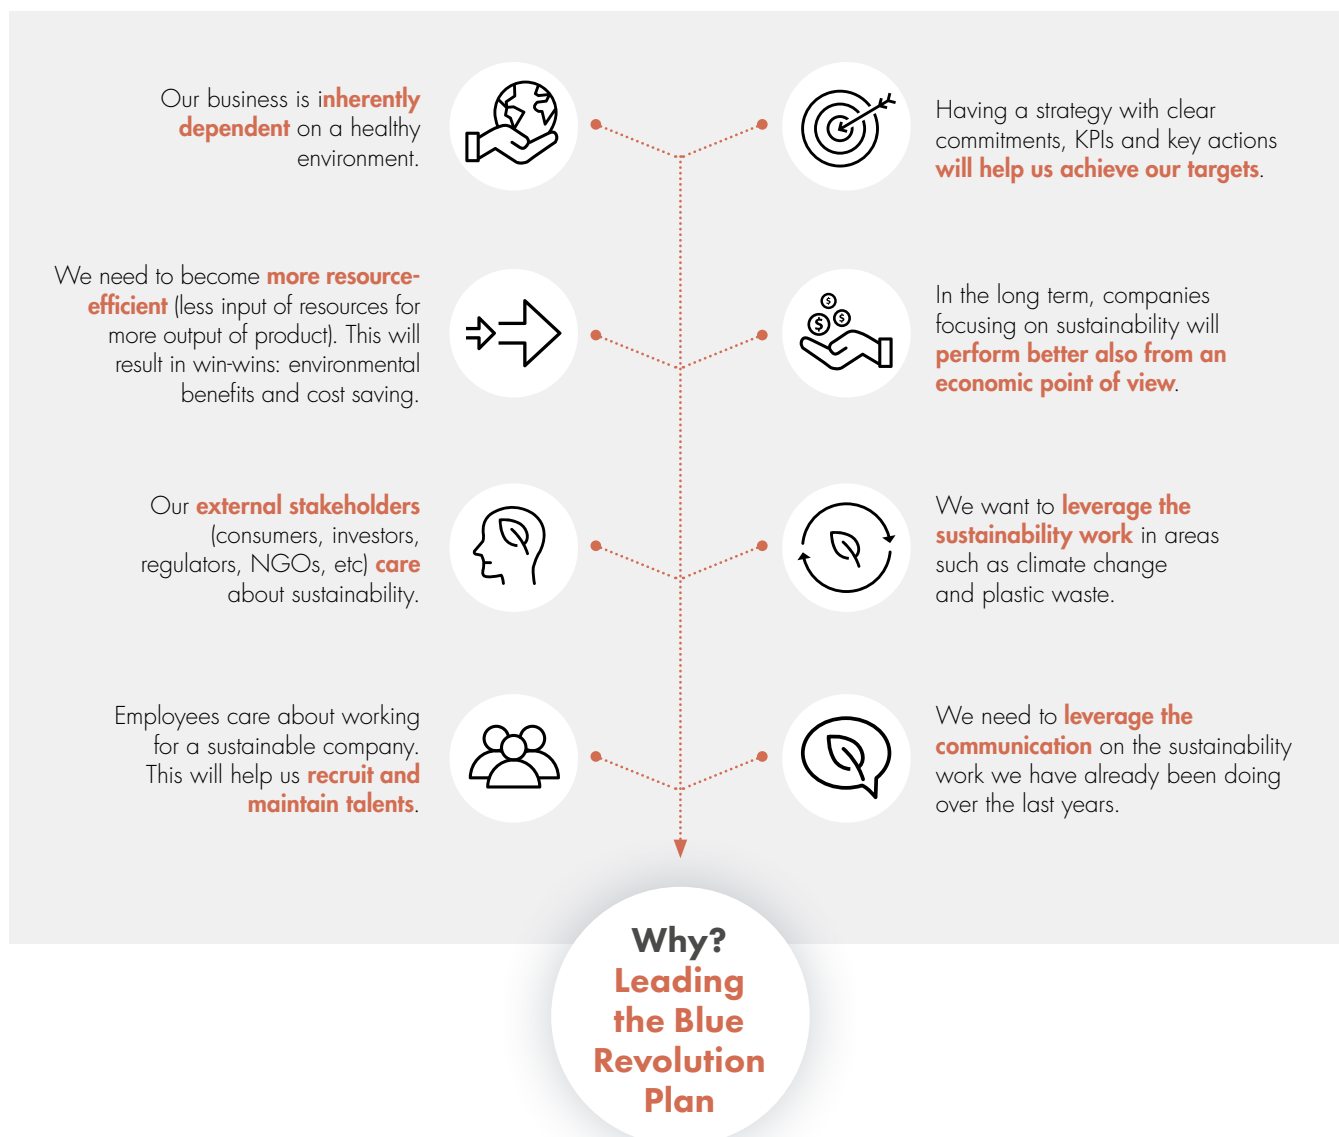 Our business is inherently
dependent on a healthy
environment.
Having a strategy with clear
commitments, KPIs and key actions
will help us achieve our targets.
We need to become more resource-
efficient (less input of resources for
more output of product). This will
result in win-wins: environmental
benefits and cost saving.
In the long term, companies
focusing on sustainability will
perform better also from an
economic point of view.
Our external stakeholders
(consumers, investors,
regulators, NGOs, etc) care
about sustainability.
We want to leverage the
sustainability work in areas
such as climate change
and plastic waste.
Employees care about working
for a sustainable company.
This will help us recruit and
maintain talents.
We need to leverage the
communication on the sustainability
work we have already been doing
over the last years.
Why?
Leading
the Blue
Revolution
Plan